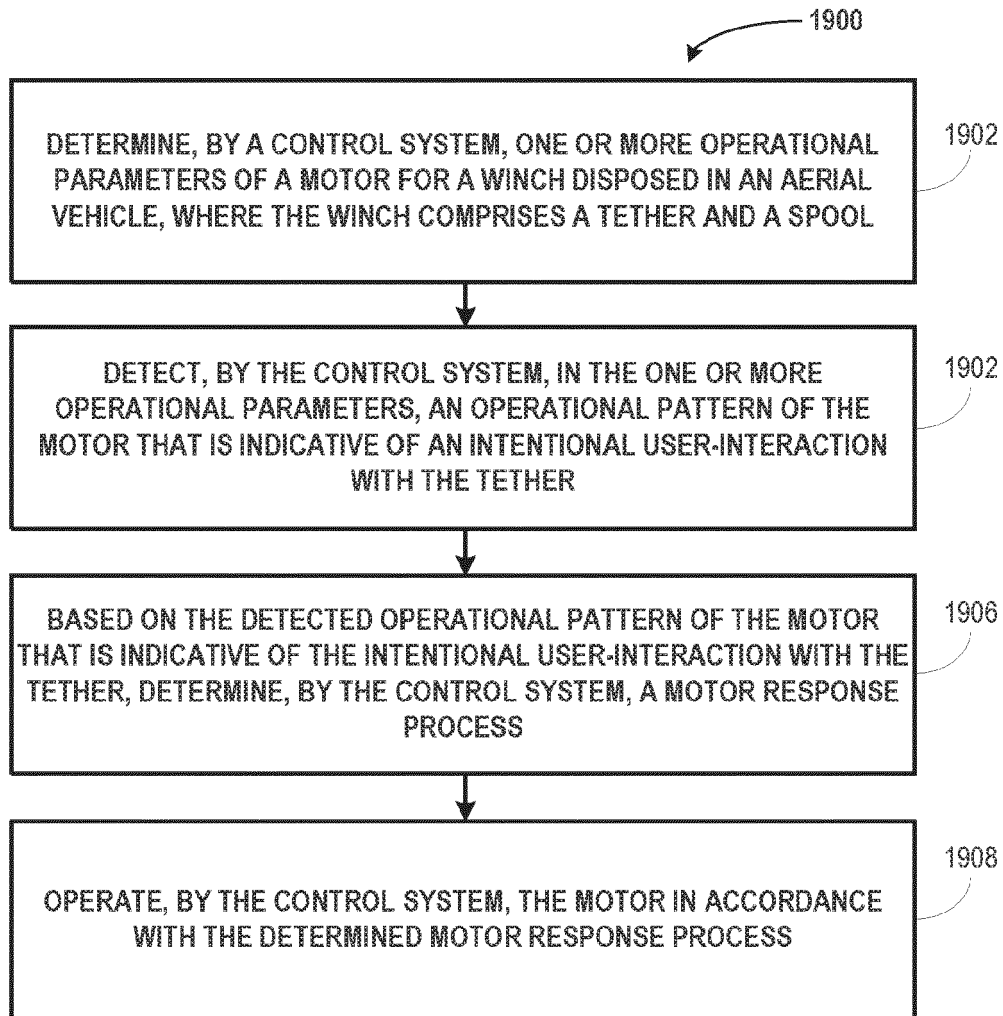 1900
DETERMINE, BY A CONTROL SYSTEM, ONE OR MORE OPERATIONAL
PARAMETERS OF A MOTOR FOR A WINCH DISPOSED IN AN AERIAL
VEHICLE, WHERE THE WINCH COMPRISES A TETHER AND A SPOOL
1902
DETECT, BY THE CONTROL SYSTEM, IN THE ONE OR MORE
OPERATIONAL PARAMETERS, AN OPERATIONAL PATTERN OF THE
MOTOR THAT IS INDICATIVE OF AN INTENTIONAL USER-INTERACTION
WITH THE TETHER
1902
BASED ON THE DETECTED OPERATIONAL PATTERN OF THE MOTOR
THAT IS INDICATIVE OF THE INTENTIONAL USER-INTERACTION WITH THE
TETHER, DETERMINE, BY THE CONTROL SYSTEM, A MOTOR RESPONSE
PROCESS
1906
OPERATE, BY THE CONTROL SYSTEM, THE MOTOR IN ACCORDANCE
WITH THE DETERMINED MOTOR RESPONSE PROCESS
1908